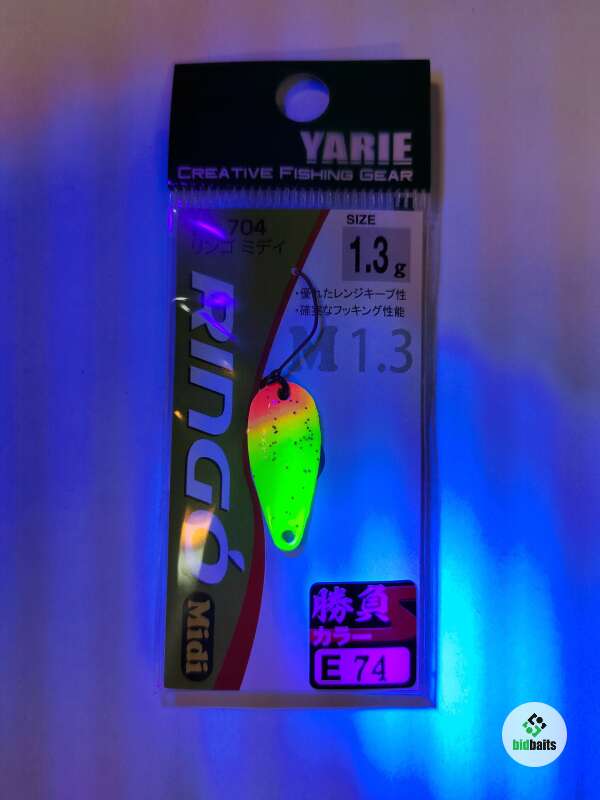 YARIE
CREATIVE FISHING GEAR
704
リンゴ ミディ
SIZE
1.3g
・優れたレンジキープ性
・確実なフッキング性能
M 1.3
RINGO
Midi
勝負
カラー
E 74
bidbaits